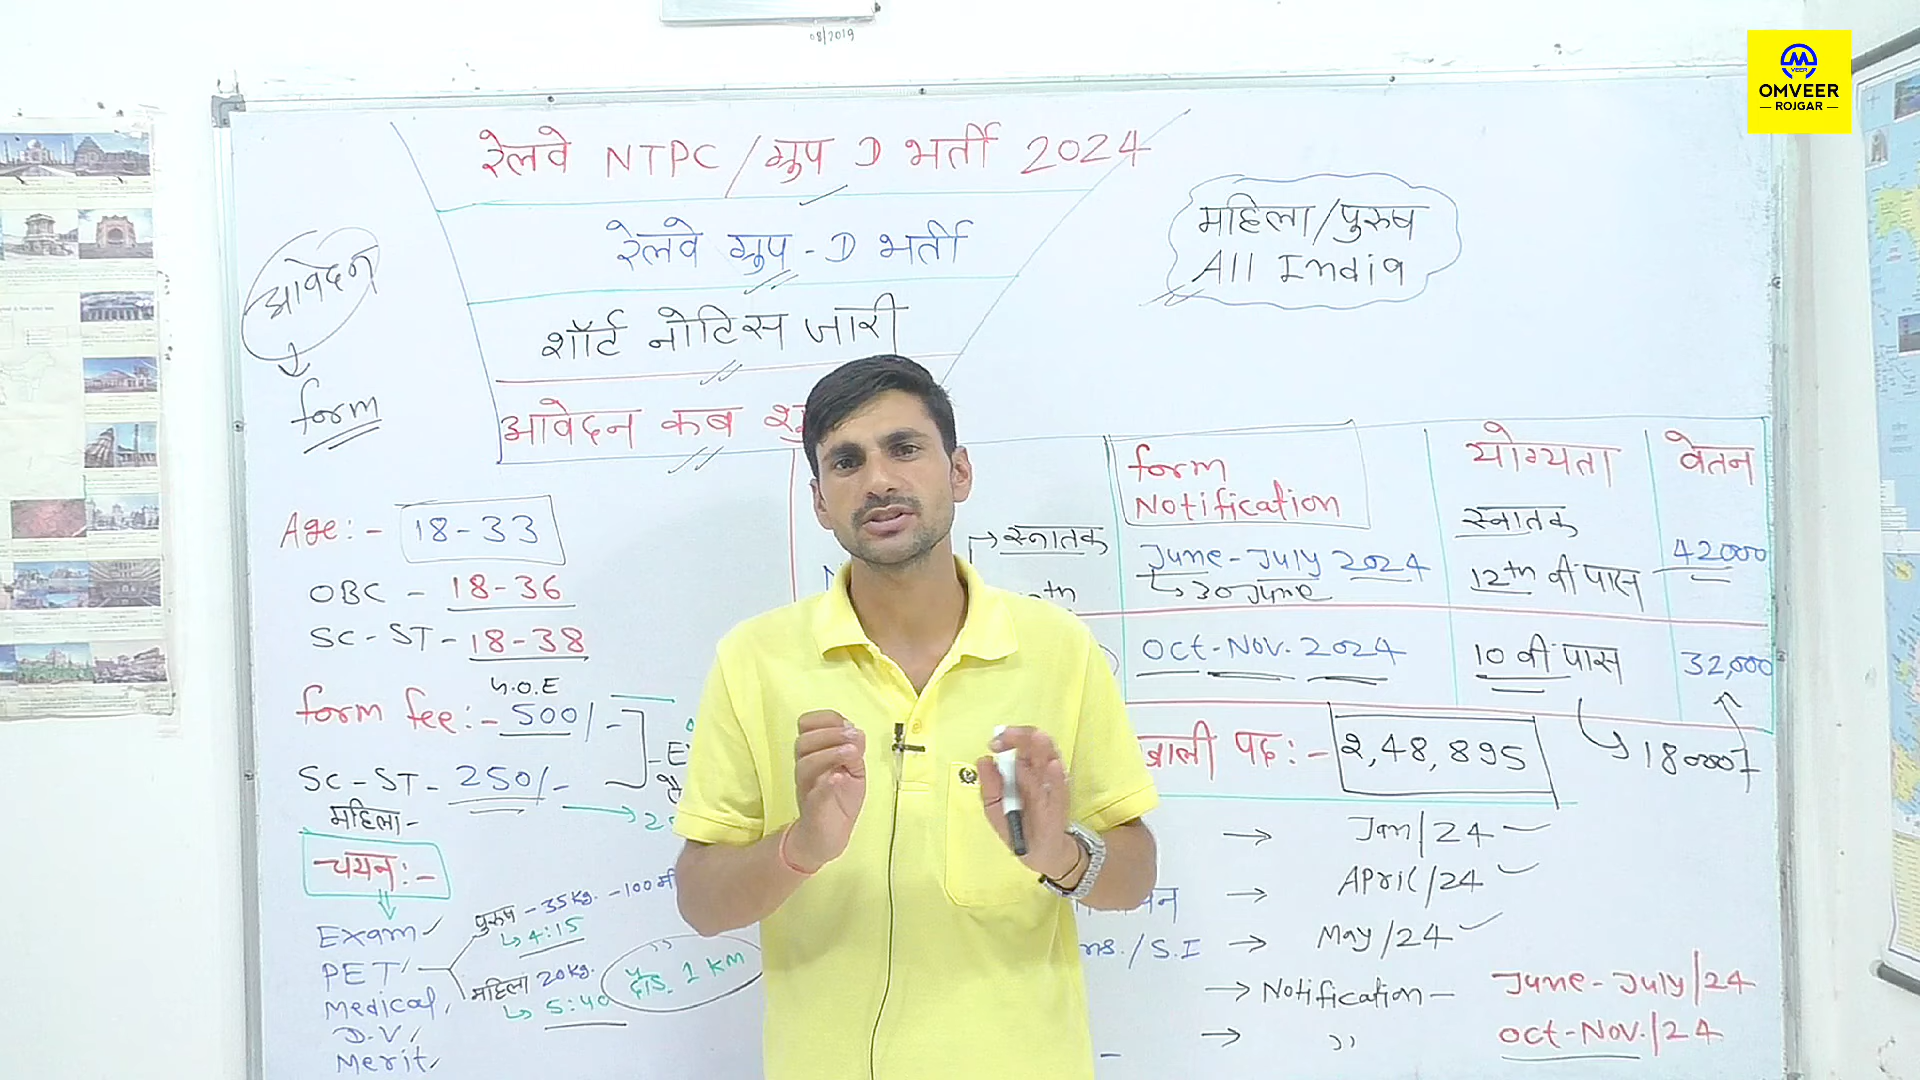 08/2019
VEER
OMVEER
ROJGAR
रेलवे NTPC/ग्रुप D भर्ती 2024
रेलवे ग्रुप - D भर्ती
शॉर्ट नोटिस जारी
आवेदन कब
महिला/पुरुष
All India
आवेदन
form
Age:- 18-33
OBC - 18-36
SC-ST- 18-38
form fee:- 500/-
SC-ST- 250/-
महिला-
चयन:-
Exam
PET
Medical,
D.V,
Merit,
पुरुष - 35kg. -100मी
4:15
महिला 20kg.
5:40
दौड़. 1 KM
स्नातक
form
Notification
योग्यता
वेतन
June-July 2024
30 June
स्नातक
12th वी पास
42000
Oct-Nov. 2024
10 वी पास
32,000
खाली पद:- 2,48,895
18000
→ Jan/24
→ April/24
/S.I → May/24
→ Notification - June-July/24
→ " Oct-Nov./24